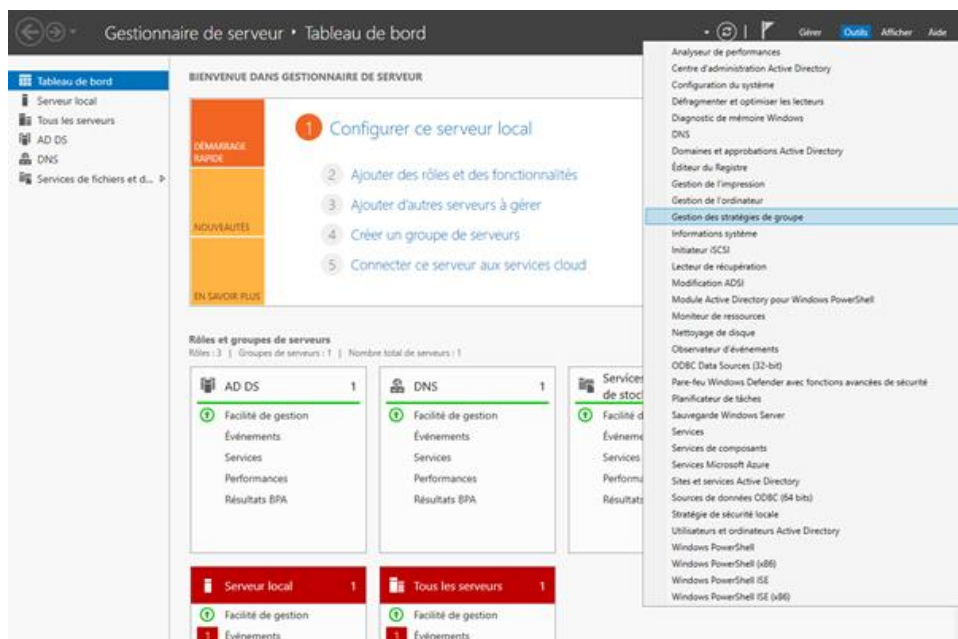 Gestionnaire de serveur • Tableau de bord
Gérer Outils Afficher Aide
Tableau de bord
Serveur local
Tous les serveurs
AD DS
DNS
Services de fichiers et d...
BIENVENUE DANS GESTIONNAIRE DE SERVEUR
DÉMARRAGE
RAPIDE
NOUVEAUTÉS
EN SAVOIR PLUS
1 Configurer ce serveur local
2 Ajouter des rôles et des fonctionnalités
3 Ajouter d'autres serveurs à gérer
4 Créer un groupe de serveurs
5 Connecter ce serveur aux services cloud
Rôles et groupes de serveurs
Rôles : 3 | Groupes de serveurs : 1 | Nombre total de serveurs : 1
AD DS 1
Facilité de gestion
Événements
Services
Performances
Résultats BPA
DNS 1
Facilité de gestion
Événements
Services
Performances
Résultats BPA
Services
de stoc
Facilité d
Événeme
Services
Performa
Résultats
Serveur local 1
Facilité de gestion
1 Événements
Tous les serveurs 1
Facilité de gestion
1 Événements
Analyseur de performances
Centre d'administration Active Directory
Configuration du système
Défragmenter et optimiser les lecteurs
Diagnostic de mémoire Windows
DNS
Domaines et approbations Active Directory
Éditeur du Registre
Gestion de l'impression
Gestion de l'ordinateur
Gestion des stratégies de groupe
Informations système
Initiateur iSCSI
Lecteur de récupération
Modification ADSI
Module Active Directory pour Windows PowerShell
Moniteur de ressources
Nettoyage de disque
Observateur d'événements
ODBC Data Sources (32-bit)
Pare-feu Windows Defender avec fonctions avancées de sécurité
Planificateur de tâches
Sauvegarde Windows Server
Services
Services de composants
Services Microsoft Azure
Sites et services Active Directory
Sources de données ODBC (64 bits)
Stratégie de sécurité locale
Utilisateurs et ordinateurs Active Directory
Windows PowerShell
Windows PowerShell (x86)
Windows PowerShell ISE
Windows PowerShell ISE (x86)